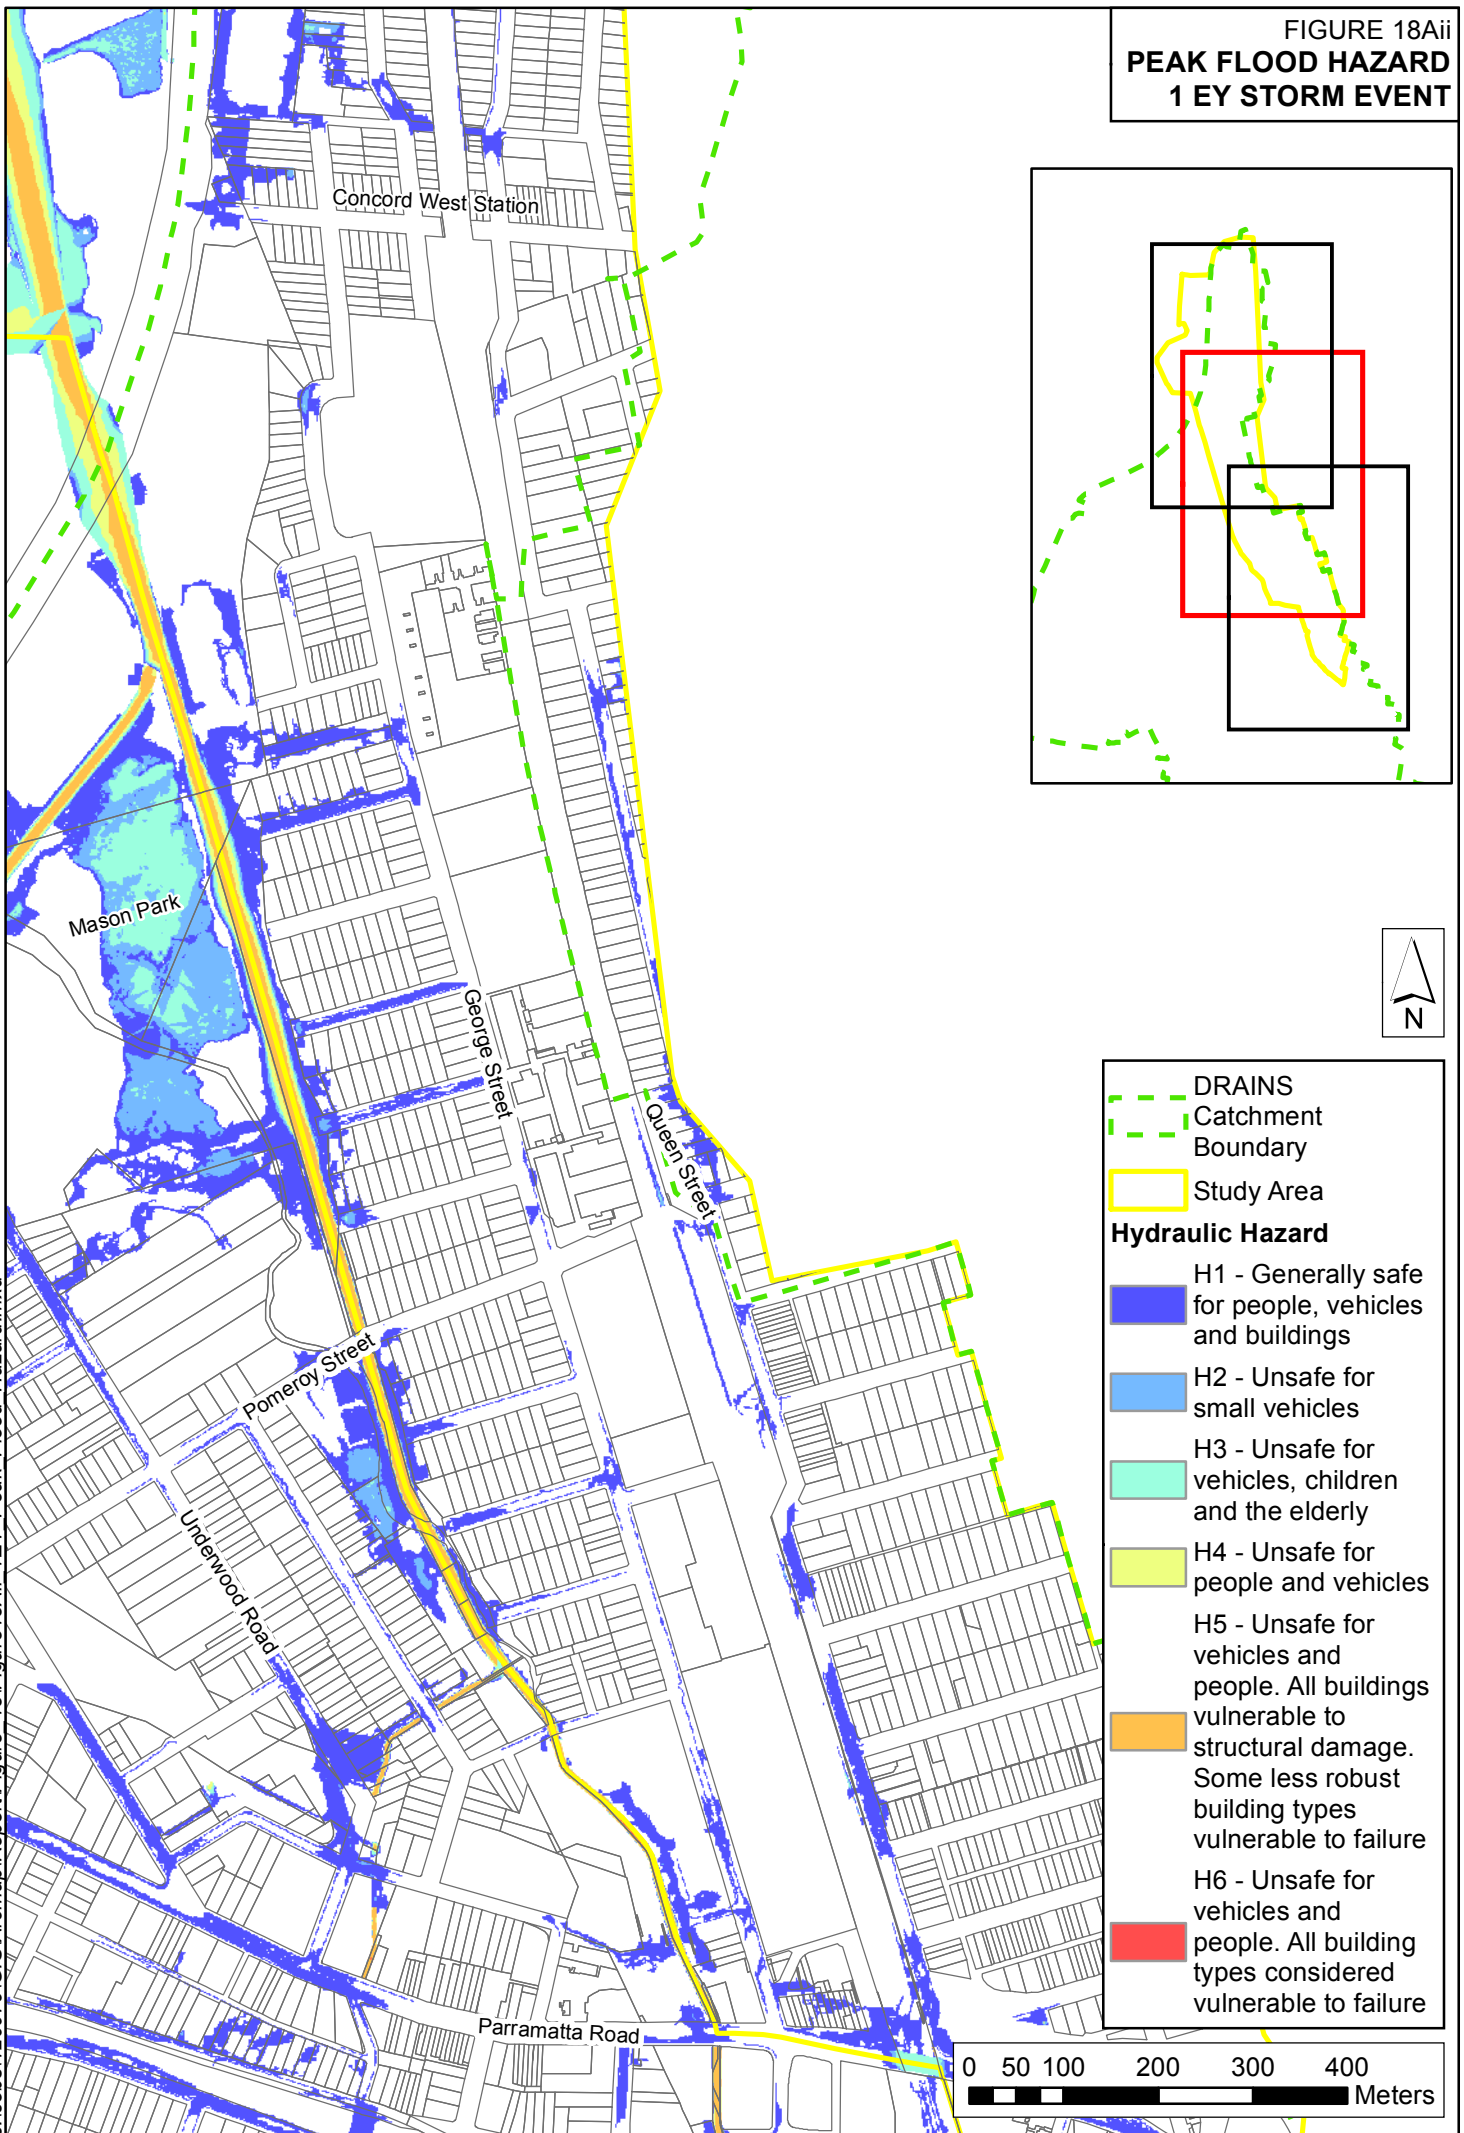 FIGURE 18Aii
PEAK FLOOD HAZARD
1 EY STORM EVENT
Concord West Station
Mason Park
George Street
Queen Street
Pomeroy Street
Underwood Road
Parramatta Road
N
DRAINS
Catchment
Boundary
Study Area
Hydraulic Hazard
H1 - Generally safe
for people, vehicles
and buildings
H2 - Unsafe for
small vehicles
H3 - Unsafe for
vehicles, children
and the elderly
H4 - Unsafe for
people and vehicles
H5 - Unsafe for
vehicles and
people. All buildings
vulnerable to
structural damage.
Some less robust
building types
vulnerable to failure
H6 - Unsafe for
vehicles and
people. All building
types considered
vulnerable to failure
0 50 100 200 300 400
Meters